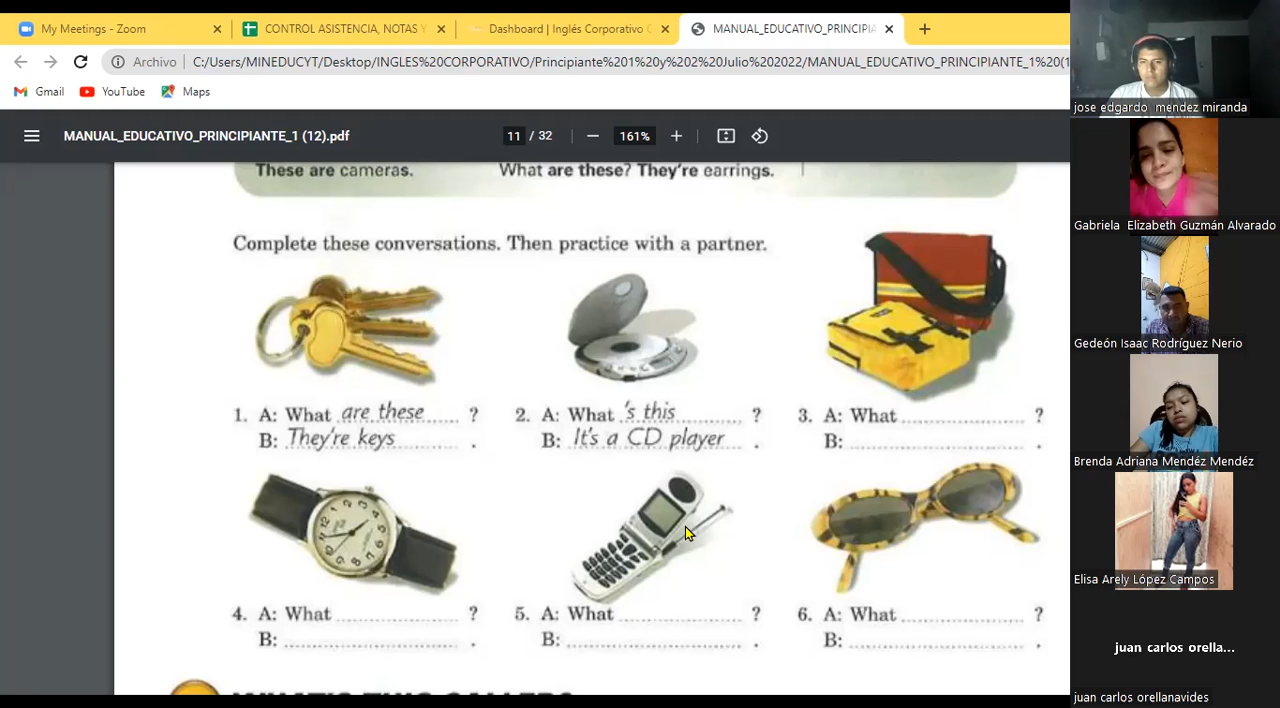 My Meetings - Zoom
CONTROL ASISTENCIA, NOTAS Y
Dashboard | Inglés Corporativo C
MANUAL_EDUCATIVO_PRINCIPIA
Archivo
C:/Users/MINEDUCYT/Desktop/INGLES%20CORPORATIVO/Principiante%201%20y%202%20Julio%202022/MANUAL_EDUCATIVO_PRINCIPIANTE_1%20(1
Gmail
YouTube
Maps
MANUAL_EDUCATIVO_PRINCIPIANTE_1 (12).pdf
11 / 32
161%
These are cameras.
What are these? They're earrings.
Complete these conversations. Then practice with a partner.
1. A: What are these ?
B: They're keys .
2. A: What 's this ?
B: It's a CD player .
3. A: What ?
B: .
4. A: What ?
B: .
5. A: What ?
B: .
6. A: What ?
B: .
jose edgardo mendez miranda
Gabriela Elizabeth Guzmán Alvarado
Gedeón Isaac Rodríguez Nerio
Brenda Adriana Mendéz Mendéz
Elisa Arely López Campos
juan carlos orella...
juan carlos orellanavides